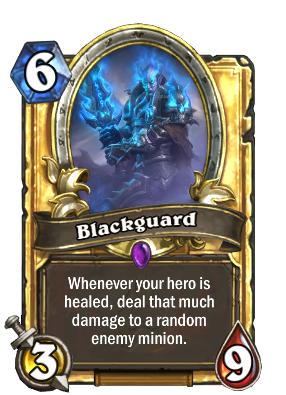 6
Blackguard
Whenever your hero is
healed, deal that much
damage to a random
enemy minion.
3
9